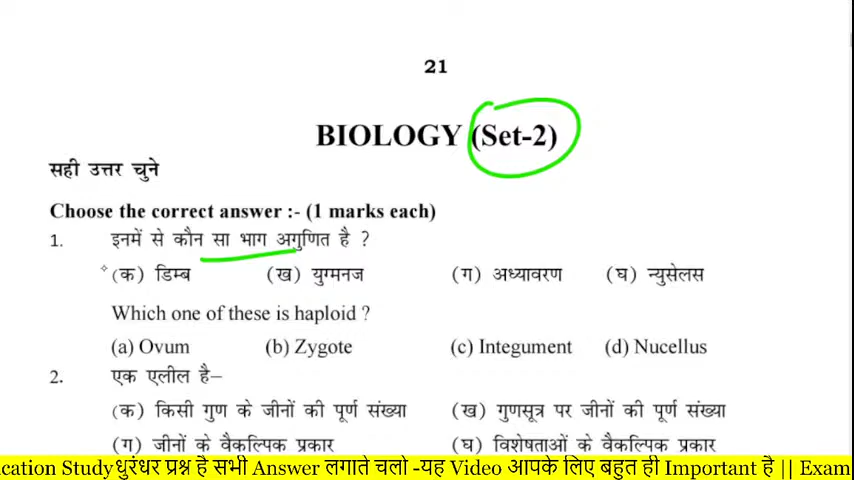 21
BIOLOGY (Set-2)
सही उत्तर चुने
Choose the correct answer :- (1 marks each)
1. इनमें से कौन सा भाग अगुणित है ?
(क) डिम्ब (ख) युग्मनज (ग) अध्यावरण (घ) न्युसेलस
Which one of these is haploid ?
(a) Ovum (b) Zygote (c) Integument (d) Nucellus
2. एक एलील है–
(क) किसी गुण के जीनों की पूर्ण संख्या (ख) गुणसूत्र पर जीनों की पूर्ण संख्या
(ग) जीनों के वैकल्पिक प्रकार (घ) विशेषताओं के वैकल्पिक प्रकार
cation Study धुरंधर प्रश्न है सभी Answer लगाते चलो -यह Video आपके लिए बहुत ही Important है || Exam